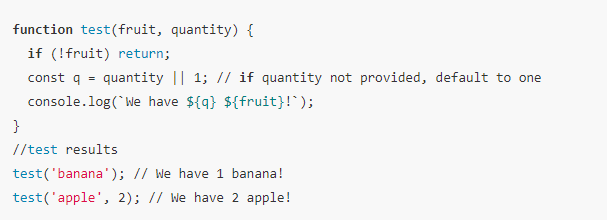 function test(fruit, quantity) {
if (!fruit) return;
const q = quantity || 1; // if quantity not provided, default to one
console.log(`We have ${q} ${fruit}!`);
}
//test results
test('banana'); // We have 1 banana!
test('apple', 2); // We have 2 apple!